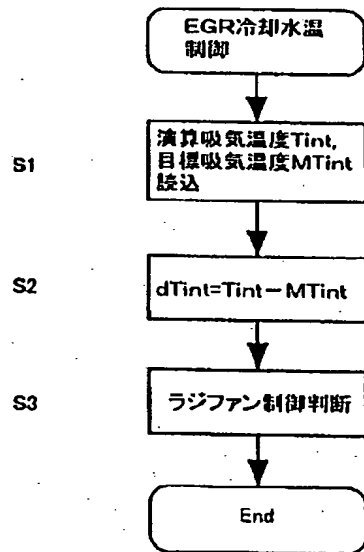 EGR冷却水温
制御
S1
演算吸気温度Tint,
目標吸気温度MTint
読込
S2
dTint=Tint－MTint
S3
ラジファン制御判断
End